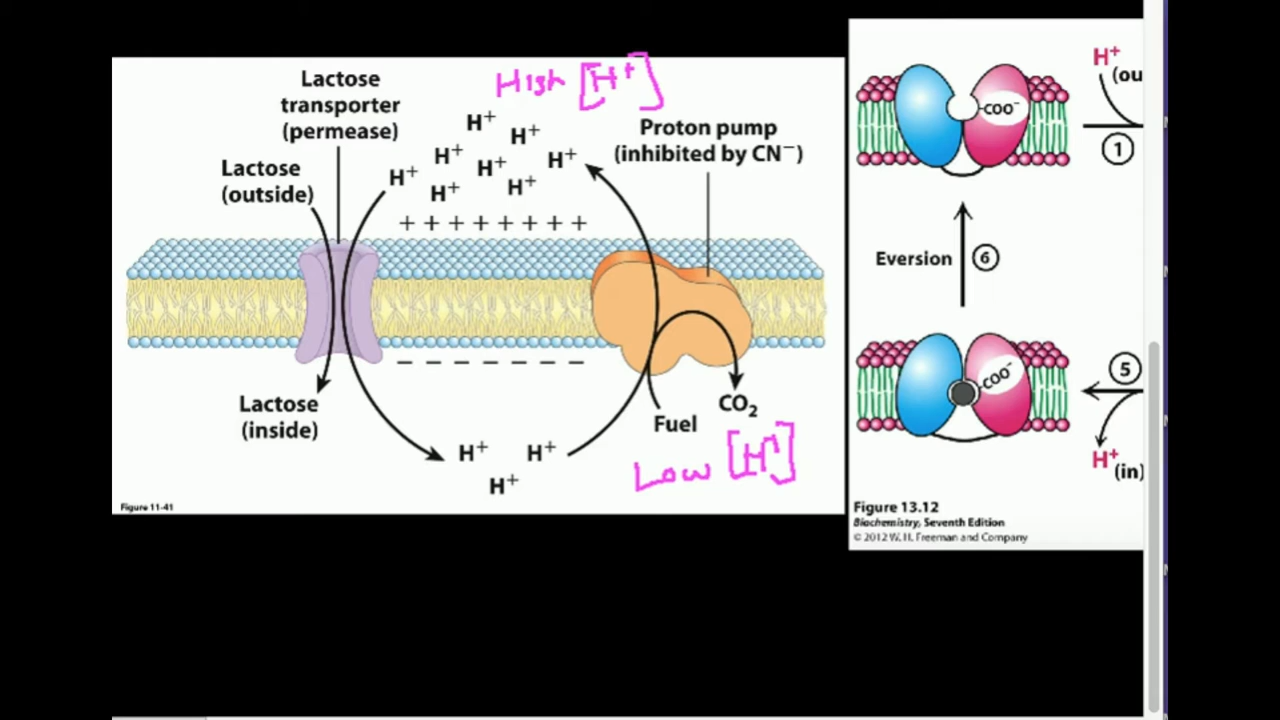 High [H+]
Lactose
transporter
(permease)
Proton pump
(inhibited by CN−)
Lactose
(outside)
H+ H+
H+ H+ H+
H+ H+ H+
+ + + + + + + +
− − − − − − − −
Lactose
(inside)
Fuel
CO2
H+ H+
H+
Low [H+]
Figure 11-41
H+
(ou
COO−
1
Eversion 6
COO−
5
H+
(in)
Figure 13.12
Biochemistry, Seventh Edition
© 2012 W. H. Freeman and Company